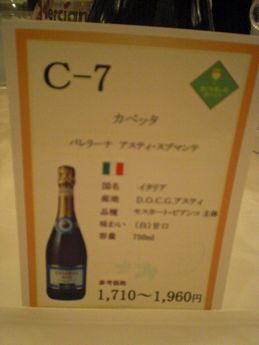 C-7
カペッタ
バレリーナ アスティ・スプマンテ
国名 イタリア
産地 D.O.C.G.アスティ
品種 モスカート・ビアンコ 主体
味わい (白)甘口
容量 750ml
参考価格
1,710〜1,960円